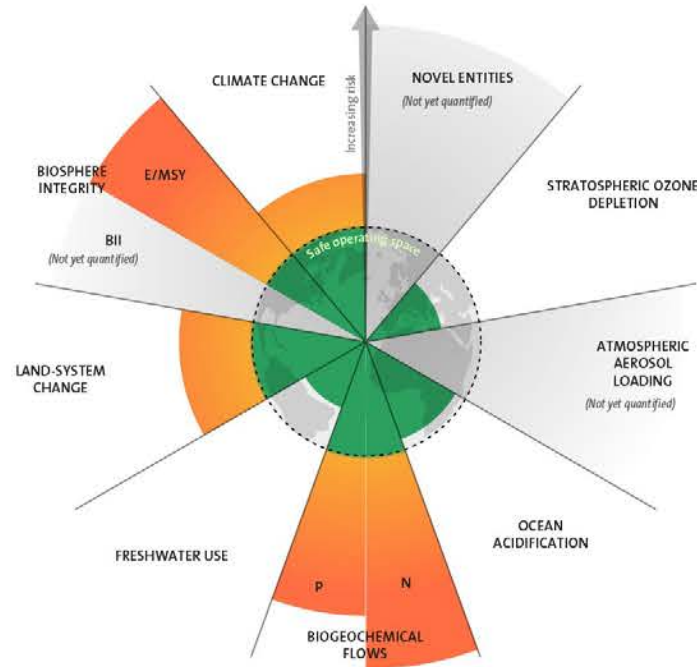 CLIMATE CHANGE
Increasing risk
NOVEL ENTITIES
(Not yet quantified)
BIOSPHERE
INTEGRITY
E/MSY
STRATOSPHERIC OZONE
DEPLETION
BII
(Not yet quantified)
Safe operating space
LAND-SYSTEM
CHANGE
ATMOSPHERIC
AEROSOL
LOADING
(Not yet quantified)
FRESHWATER USE
OCEAN
ACIDIFICATION
P
N
BIOGEOCHEMICAL
FLOWS